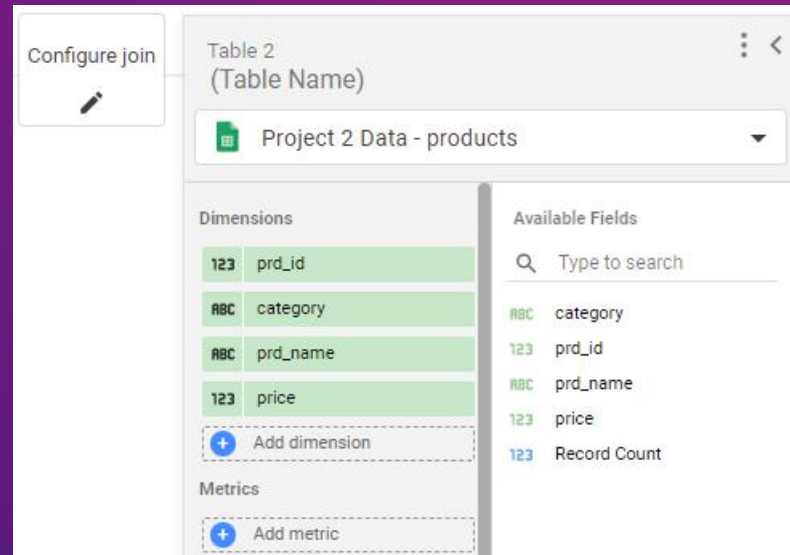 Configure join
Table 2
(Table Name)
Project 2 Data - products
Dimensions
123 prd_id
ABC category
ABC prd_name
123 price
Add dimension
Metrics
Add metric
Available Fields
Type to search
ABC category
123 prd_id
ABC prd_name
123 price
123 Record Count